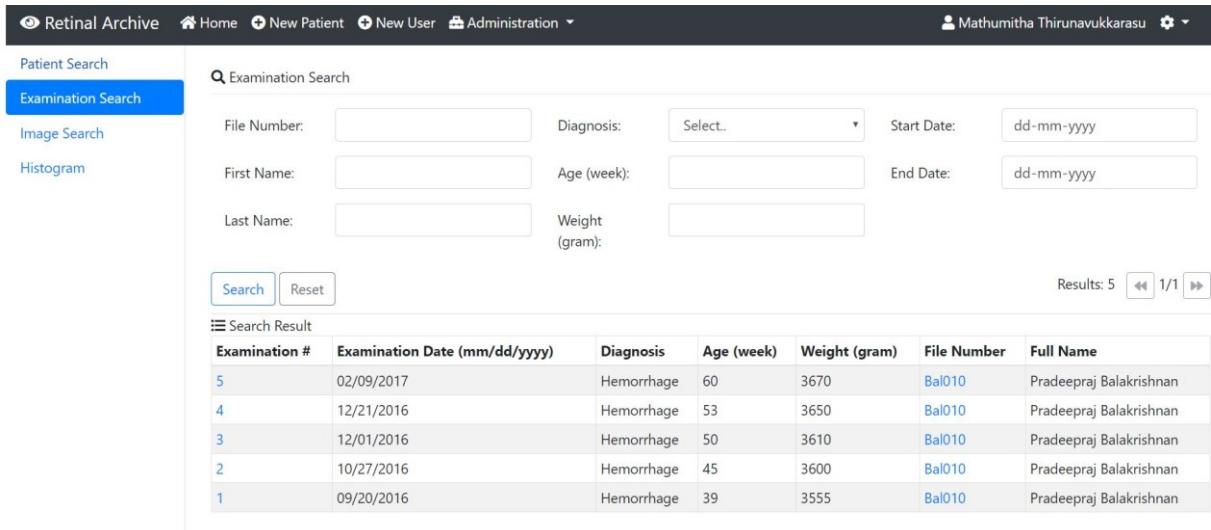 Retinal Archive Home New Patient New User Administration Mathumitha Thirunavukkarasu
Patient Search
Examination Search
Image Search
Histogram
Examination Search
File Number: Diagnosis: Select.. Start Date: dd-mm-yyyy
First Name: Age (week): End Date: dd-mm-yyyy
Last Name: Weight
(gram):
Search Reset Results: 5 1/1
Search Result
Examination # Examination Date (mm/dd/yyyy) Diagnosis Age (week) Weight (gram) File Number Full Name
5 02/09/2017 Hemorrhage 60 3670 Bal010 Pradeepraj Balakrishnan
4 12/21/2016 Hemorrhage 53 3650 Bal010 Pradeepraj Balakrishnan
3 12/01/2016 Hemorrhage 50 3610 Bal010 Pradeepraj Balakrishnan
2 10/27/2016 Hemorrhage 45 3600 Bal010 Pradeepraj Balakrishnan
1 09/20/2016 Hemorrhage 39 3555 Bal010 Pradeepraj Balakrishnan